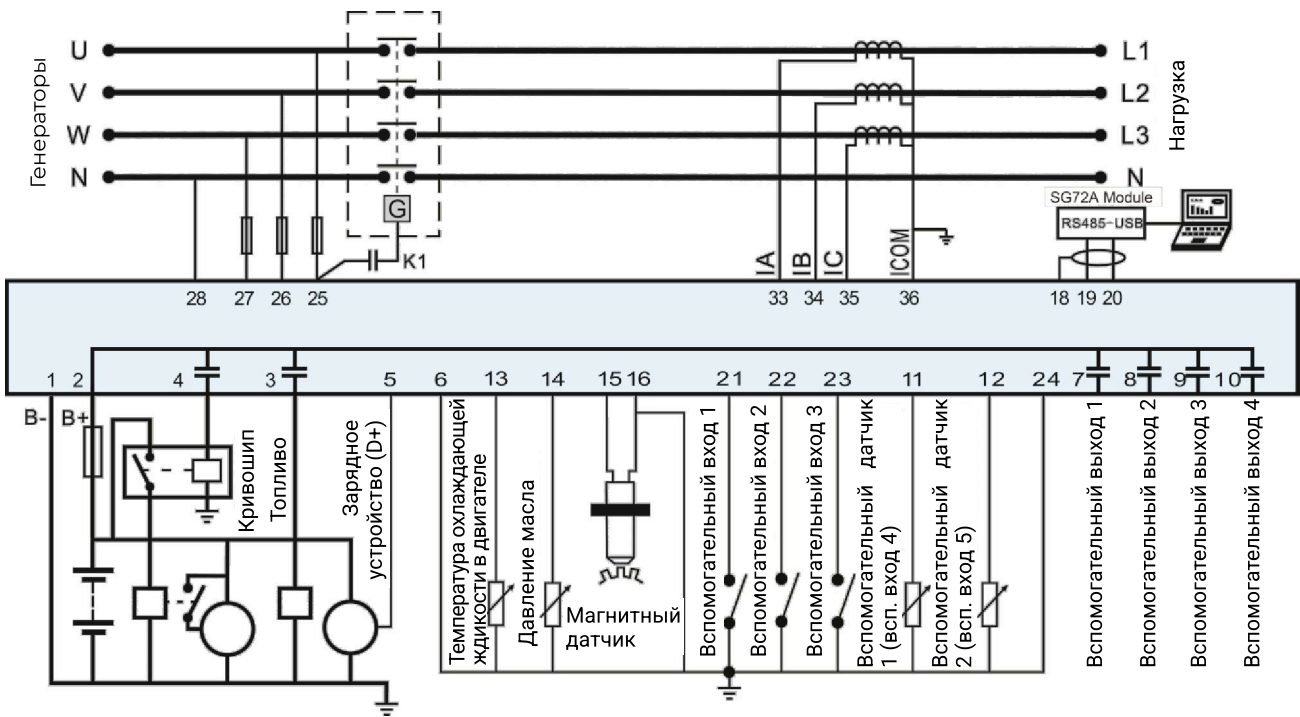 Генераторы
U
V
W
N
L1
L2
L3
N
Нагрузка
G
K1
IA
IB
IC
ICOM
SG72A Module
RS485-USB
28
27
26
25
33
34
35
36
18
19
20
1
2
4
3
5
6
13
14
15
16
21
22
23
11
12
24
7
8
9
10
B-
B+
Кривошип
Топливо
Зарядное
устройство (D+)
Температура охлаждающей
ждикости в двигателе
Давление масла
Магнитный
датчик
Вспомогательный вход 1
Вспомогательный вход 2
Вспомогательный вход 3
Вспомогательный датчик
1 (всп. вход 4)
Вспомогательный датчик
2 (всп. вход 5)
Вспомогательный выход 1
Вспомогательный выход 2
Вспомогательный выход 3
Вспомогательный выход 4